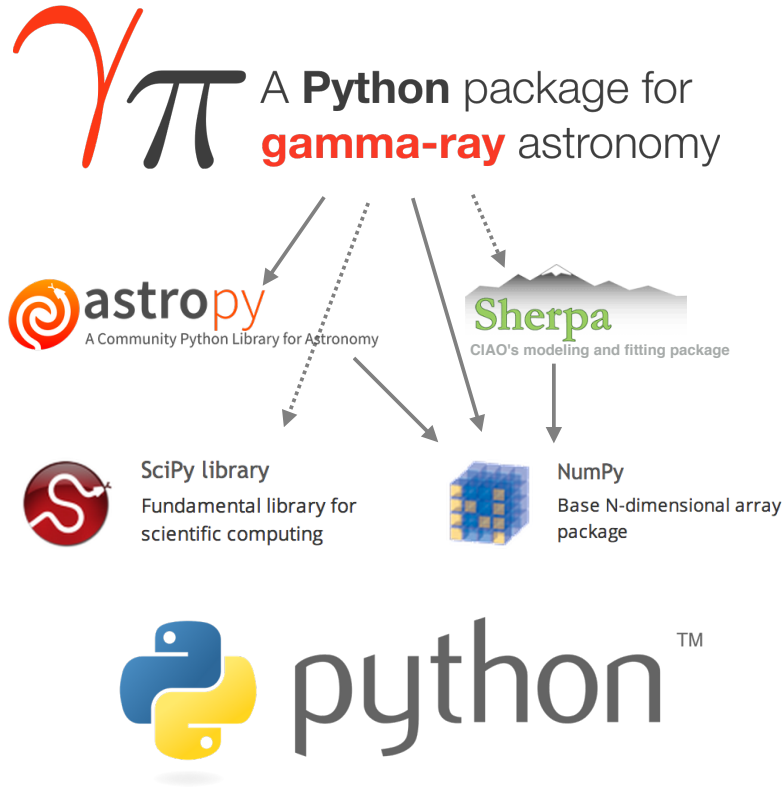 γπ
A Python package for
gamma-ray astronomy
astropy
A Community Python Library for Astronomy
Sherpa
CIAO's modeling and fitting package
SciPy library
Fundamental library for
scientific computing
NumPy
Base N-dimensional array
package
python™